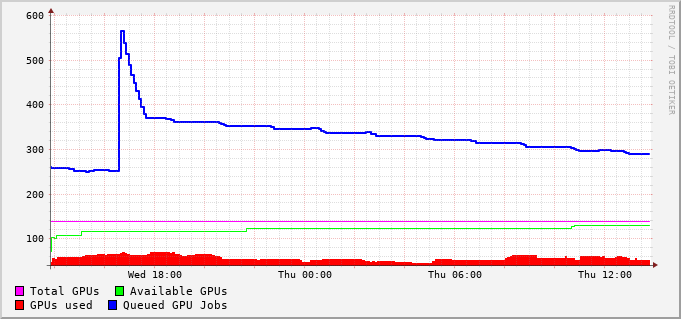 600
500
400
300
200
100
Wed 18:00 Thu 00:00 Thu 06:00 Thu 12:00
Total GPUs Available GPUs
GPUs used Queued GPU Jobs
RRDTOOL / TOBI OETIKER